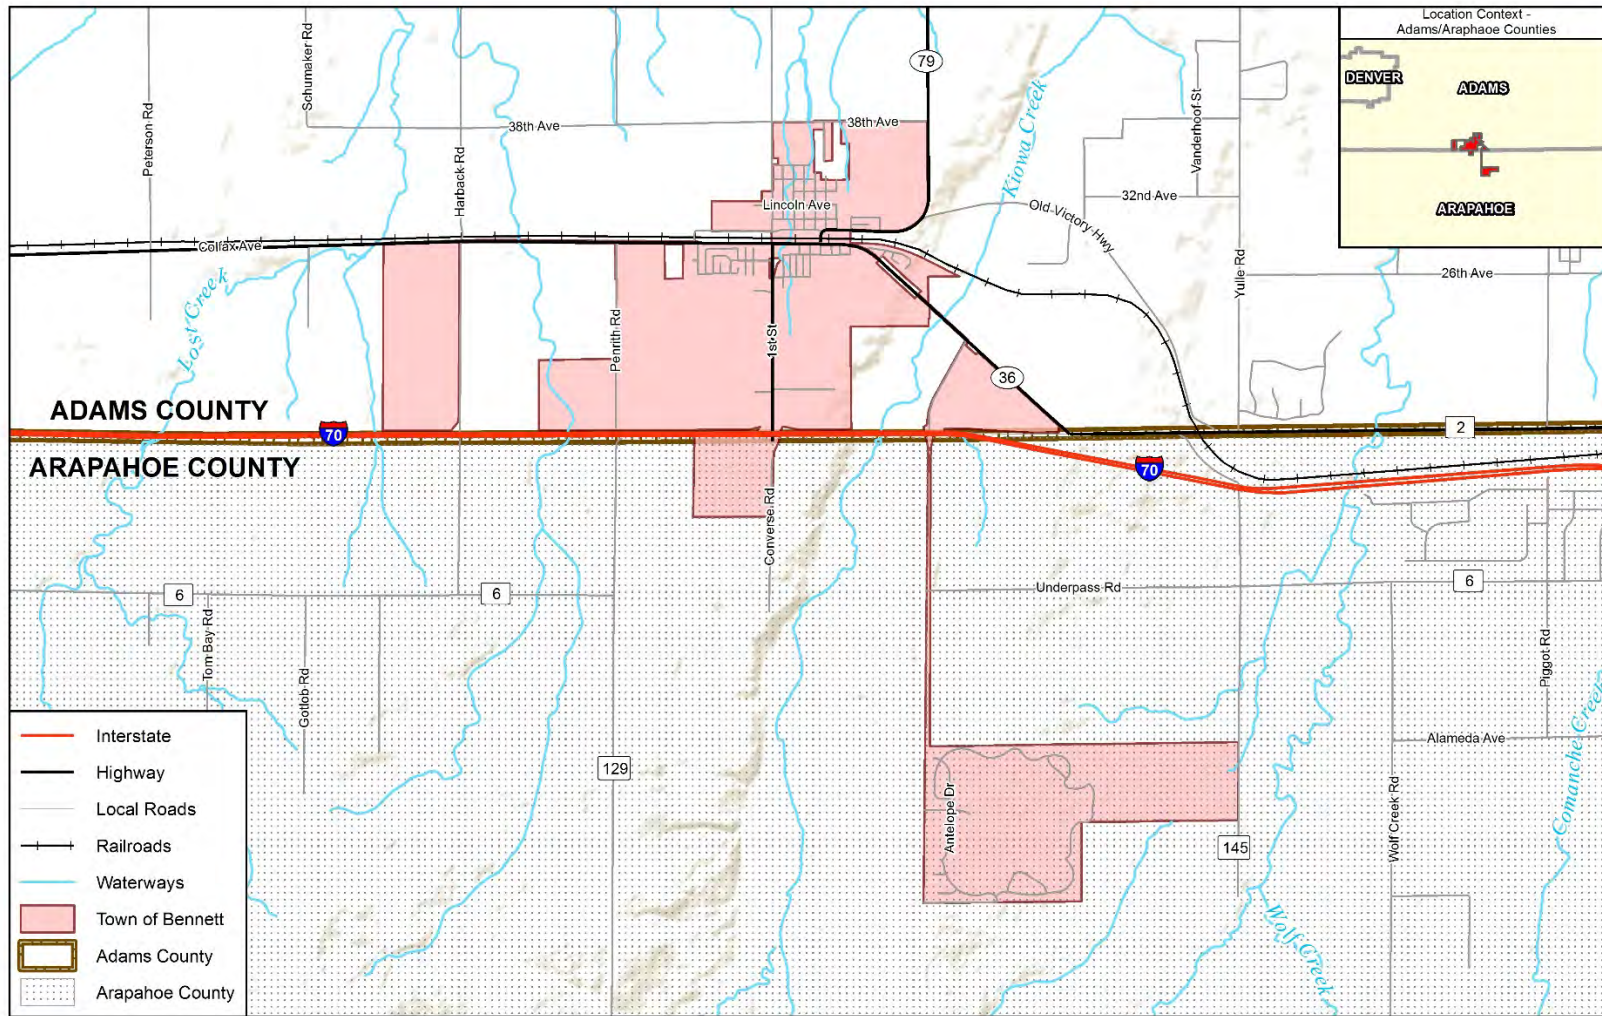 Location Context -
Adams/Araphaoe Counties
DENVER
ADAMS
ARAPAHOE
79
Schumaker Rd
Peterson Rd
Harback Rd
38th Ave
38th Ave
Kiowa Creek
Vanderhoof St
32nd Ave
Lincoln Ave
Old Victory Hwy
Colfax Ave
Yulle Rd
26th Ave
Lost Creek
Penrith Rd
1st St
36
ADAMS COUNTY
70
2
ARAPAHOE COUNTY
70
Converse Rd
6
6
Underpass Rd
6
Tom Bay Rd
Gotlob Rd
Piggot Rd
Alameda Ave
Comanche Creek
129
Antelope Dr
145
Wolf Creek Rd
Wolf Creek
Interstate
Highway
Local Roads
Railroads
Waterways
Town of Bennett
Adams County
Arapahoe County